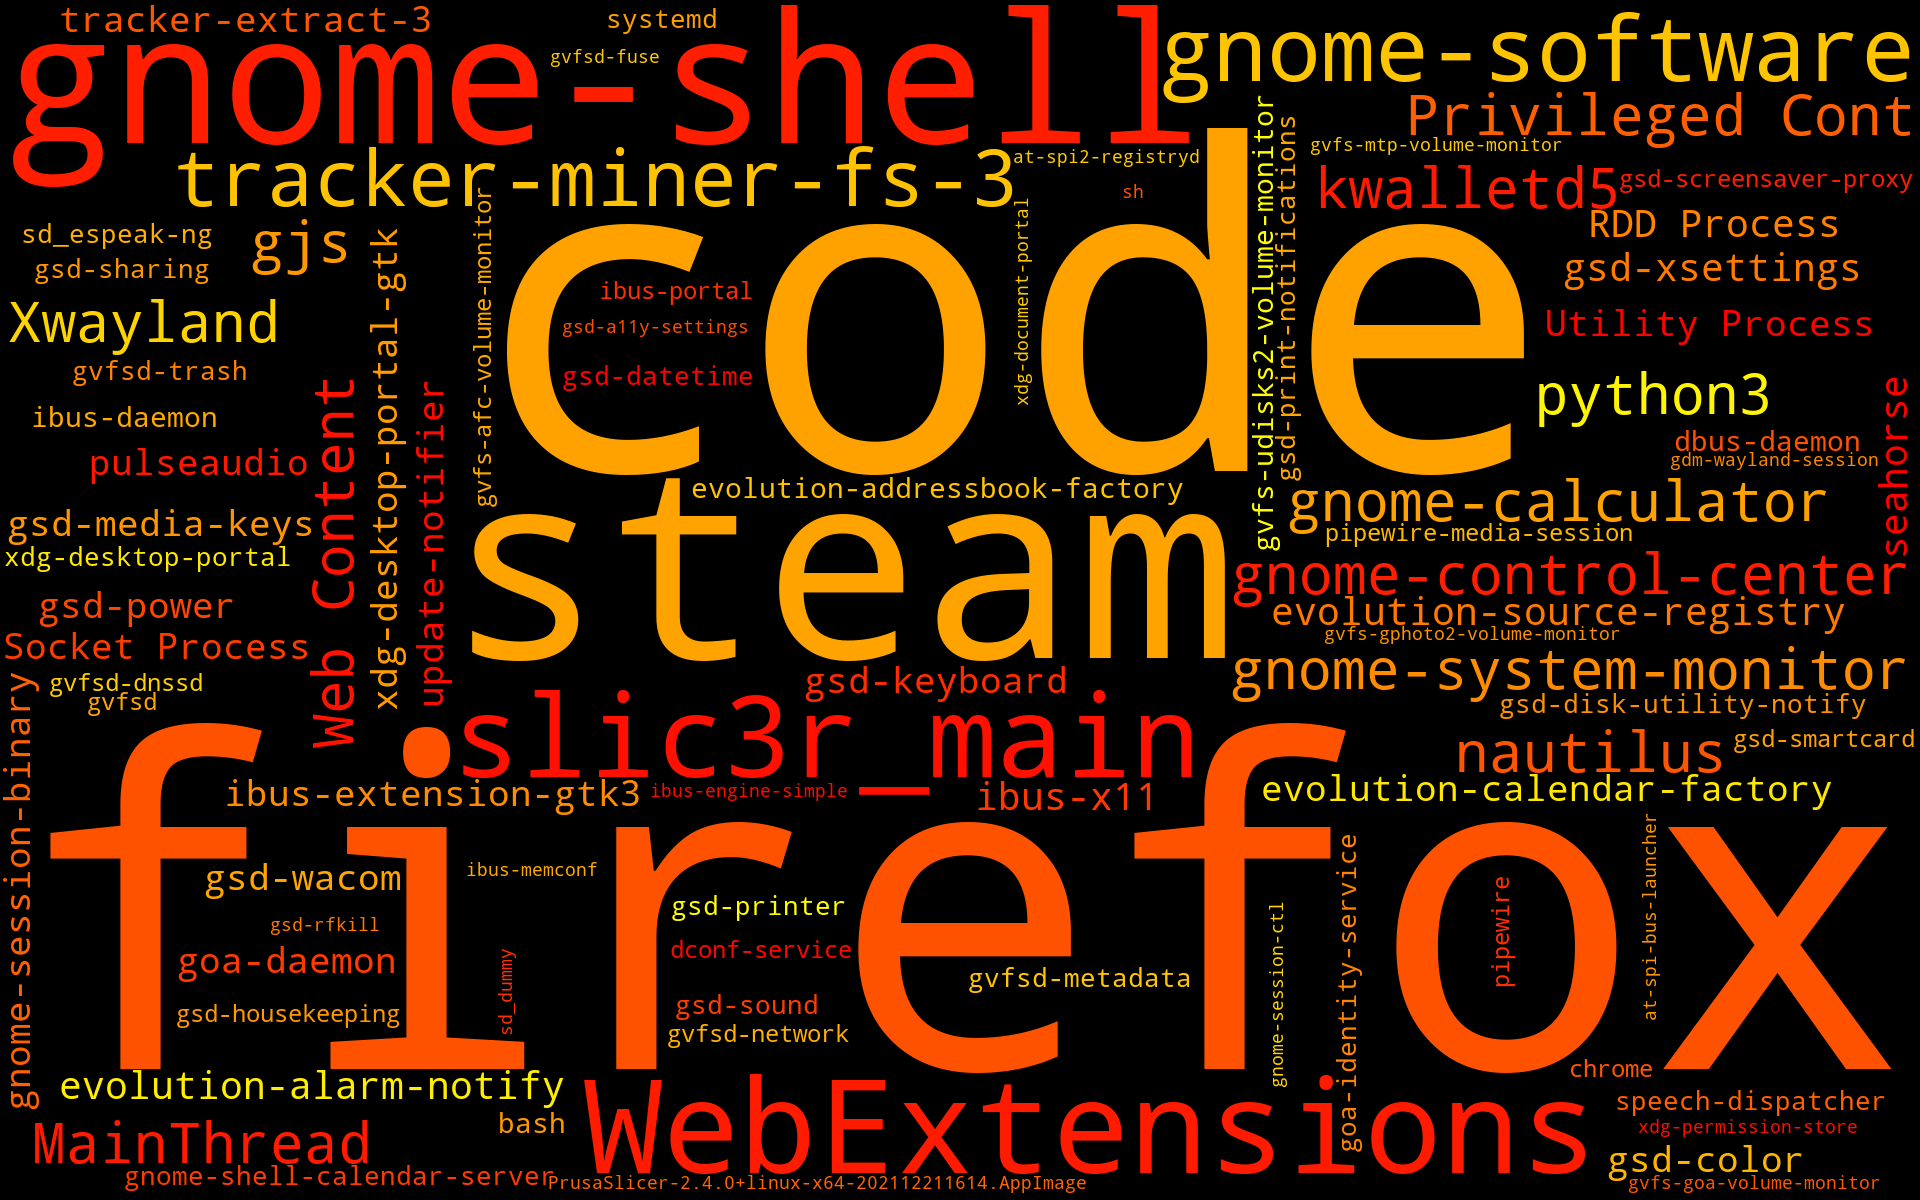 tracker-extract-3
systemd
gvfsd-fuse
gnome-shell
gnome-software
Privileged Cont
gvfs-mtp-volume-monitor
tracker-miner-fs-3
at-spi2-registryd
sh
kwalletd5
gsd-screensaver-proxy
sd_espeak-ng
gsd-sharing
gjs
RDD Process
gsd-xsettings
code
ibus-portal
gsd-a11y-settings
gsd-datetime
xdg-document-portal
gvfs-udisks2-volume-monitor
gsd-print-notifications
gvfs-afc-volume-monitor
xdg-desktop-portal-gtk
Xwayland
Utility Process
gvfsd-trash
python3
ibus-daemon
dbus-daemon
gdm-wayland-session
seahorse
pulseaudio
Web Content
update-notifier
evolution-addressbook-factory
steam
gnome-calculator
pipewire-media-session
gsd-media-keys
xdg-desktop-portal
gnome-control-center
evolution-source-registry
gvfs-gphoto2-volume-monitor
gsd-power
Socket Process
gnome-system-monitor
gvfsd-dnssd
gvfsd
gsd-keyboard
gsd-disk-utility-notify
slic3r_main
nautilus
gsd-smartcard
gnome-session-binary
ibus-extension-gtk3
ibus-engine-simple
ibus-x11
evolution-calendar-factory
firefox
gsd-wacom
ibus-memconf
gsd-rfkill
goa-daemon
gsd-housekeeping
sd_dummy
gsd-printer
dconf-service
gvfsd-metadata
gsd-sound
gvfsd-network
gnome-session-ctl
goa-identity-service
pipewire
at-spi-bus-launcher
chrome
evolution-alarm-notify
bash
WebExtensions
speech-dispatcher
xdg-permission-store
MainThread
gsd-color
gnome-shell-calendar-server
PrusaSlicer-2.4.0+linux-x64-202112211614.AppImage
gvfs-goa-volume-monitor